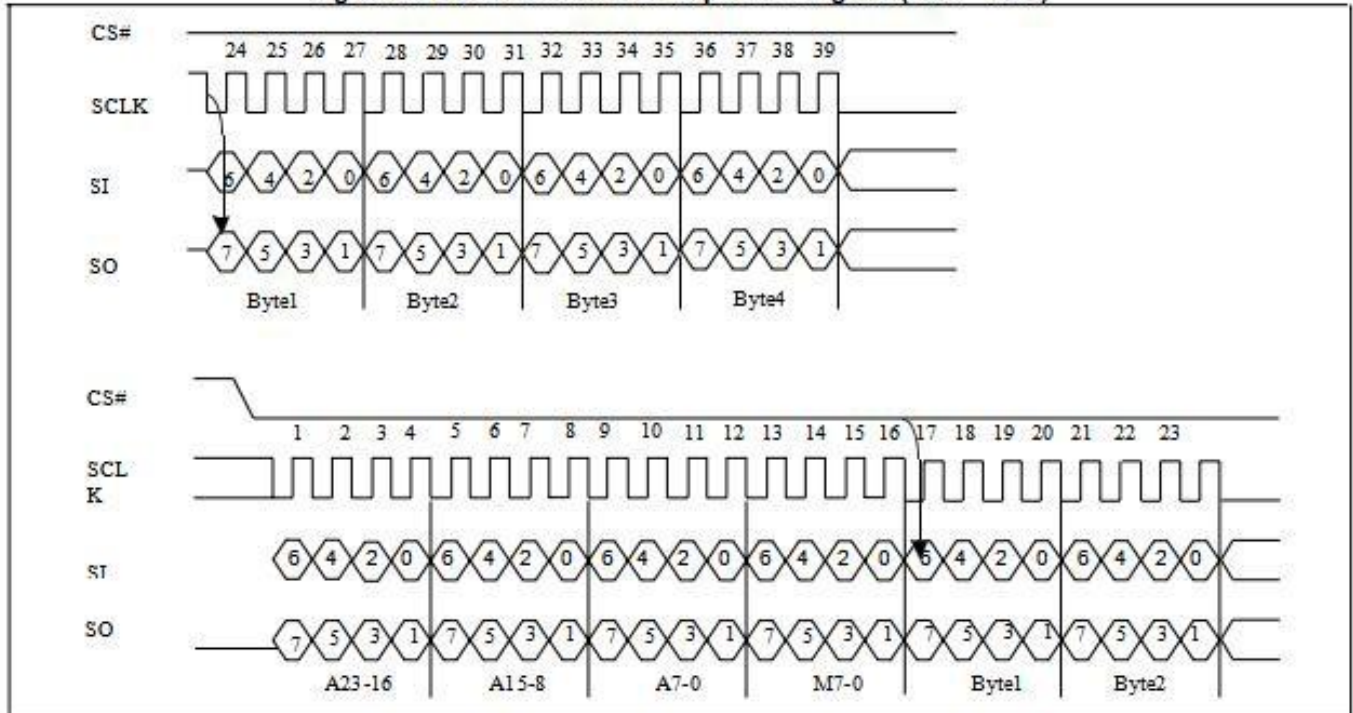 CS#
24 25 26 27 28 29 30 31 32 33 34 35 36 37 38 39
SCLK
SI 6 4 2 0 6 4 2 0 6 4 2 0 6 4 2 0
SO 7 5 3 1 7 5 3 1 7 5 3 1 7 5 3 1
Byte1 Byte2 Byte3 Byte4
CS#
1 2 3 4 5 6 7 8 9 10 11 12 13 14 15 16 17 18 19 20 21 22 23
SCL
K
SI 6 4 2 0 6 4 2 0 6 4 2 0 6 4 2 0 6 4 2 0 6 4 2 0
SO 7 5 3 1 7 5 3 1 7 5 3 1 7 5 3 1 7 5 3 1 7 5 3 1
A23-16 A15-8 A7-0 M7-0 Byte1 Byte2